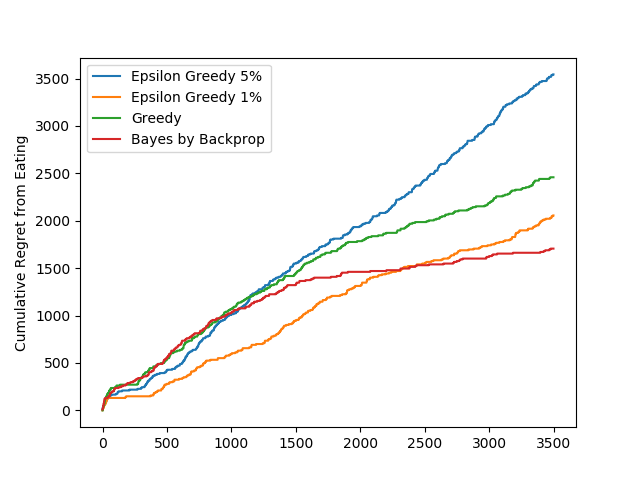 Epsilon Greedy 5%
Epsilon Greedy 1%
Greedy
Bayes by Backprop
Cumulative Regret from Eating
3500
3000
2500
2000
1500
1000
500
0
0 500 1000 1500 2000 2500 3000 3500